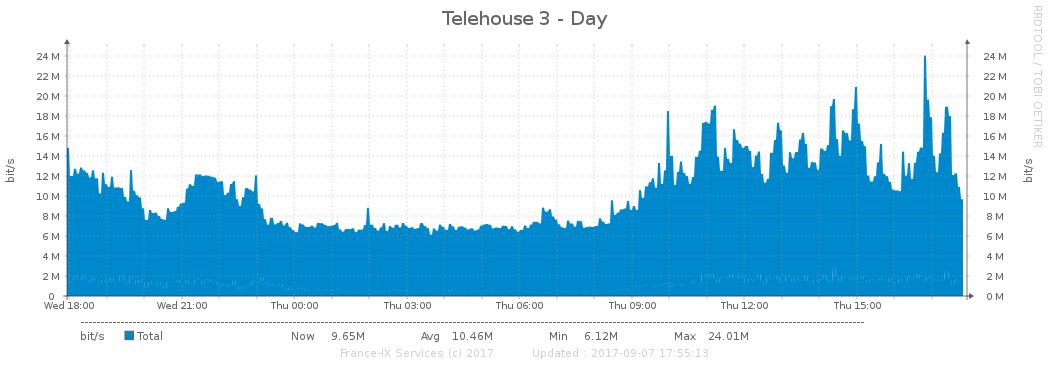 Telehouse 3 - Day
RRDTOOL / TOBI OETIKER
24 M 24 M
22 M 22 M
20 M 20 M
18 M 18 M
16 M 16 M
14 M 14 M
12 M 12 M
10 M 10 M
8 M 8 M
6 M 6 M
4 M 4 M
2 M 2 M
0 0 M
bit/s
bit/s
Wed 18:00 Wed 21:00 Thu 00:00 Thu 03:00 Thu 06:00 Thu 09:00 Thu 12:00 Thu 15:00
bit/s Total Now 9.65M Avg 10.46M Min 6.12M Max 24.01M
France-IX Services (c) 2017 Updated : 2017-09-07 17:55:13